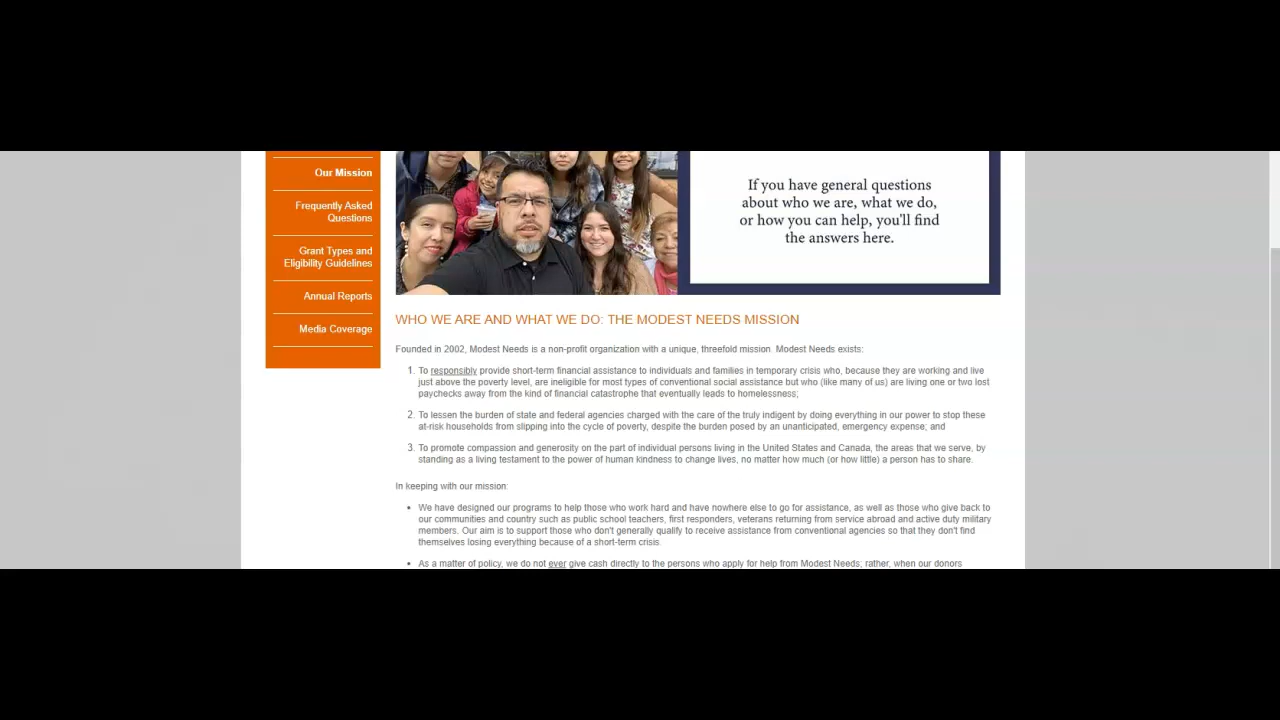 Our Mission
Frequently Asked
Questions
Grant Types and
Eligibility Guidelines
Annual Reports
Media Coverage
If you have general questions
about who we are, what we do,
or how you can help, you'll find
the answers here.
WHO WE ARE AND WHAT WE DO: THE MODEST NEEDS MISSION
Founded in 2002, Modest Needs is a non-profit organization with a unique, threefold mission. Modest Needs exists:
1. To responsibly provide short-term financial assistance to individuals and families in temporary crisis who, because they are working and live
just above the poverty level, are ineligible for most types of conventional social assistance but who (like many of us) are living one or two lost
paychecks away from the kind of financial catastrophe that eventually leads to homelessness;
2. To lessen the burden of state and federal agencies charged with the care of the truly indigent by doing everything in our power to stop these
at-risk households from slipping into the cycle of poverty, despite the burden posed by an unanticipated, emergency expense; and
3. To promote compassion and generosity on the part of individual persons living in the United States and Canada, the areas that we serve, by
standing as a living testament to the power of human kindness to change lives, no matter how much (or how little) a person has to share.
In keeping with our mission:
• We have designed our programs to help those who work hard and have nowhere else to go for assistance, as well as those who give back to
our communities and country such as public school teachers, first responders, veterans returning from service abroad and active duty military
members. Our aim is to support those who don't generally qualify to receive assistance from conventional agencies so that they don't find
themselves losing everything because of a short-term crisis.
• As a matter of policy, we do not ever give cash directly to the persons who apply for help from Modest Needs; rather, when our donors